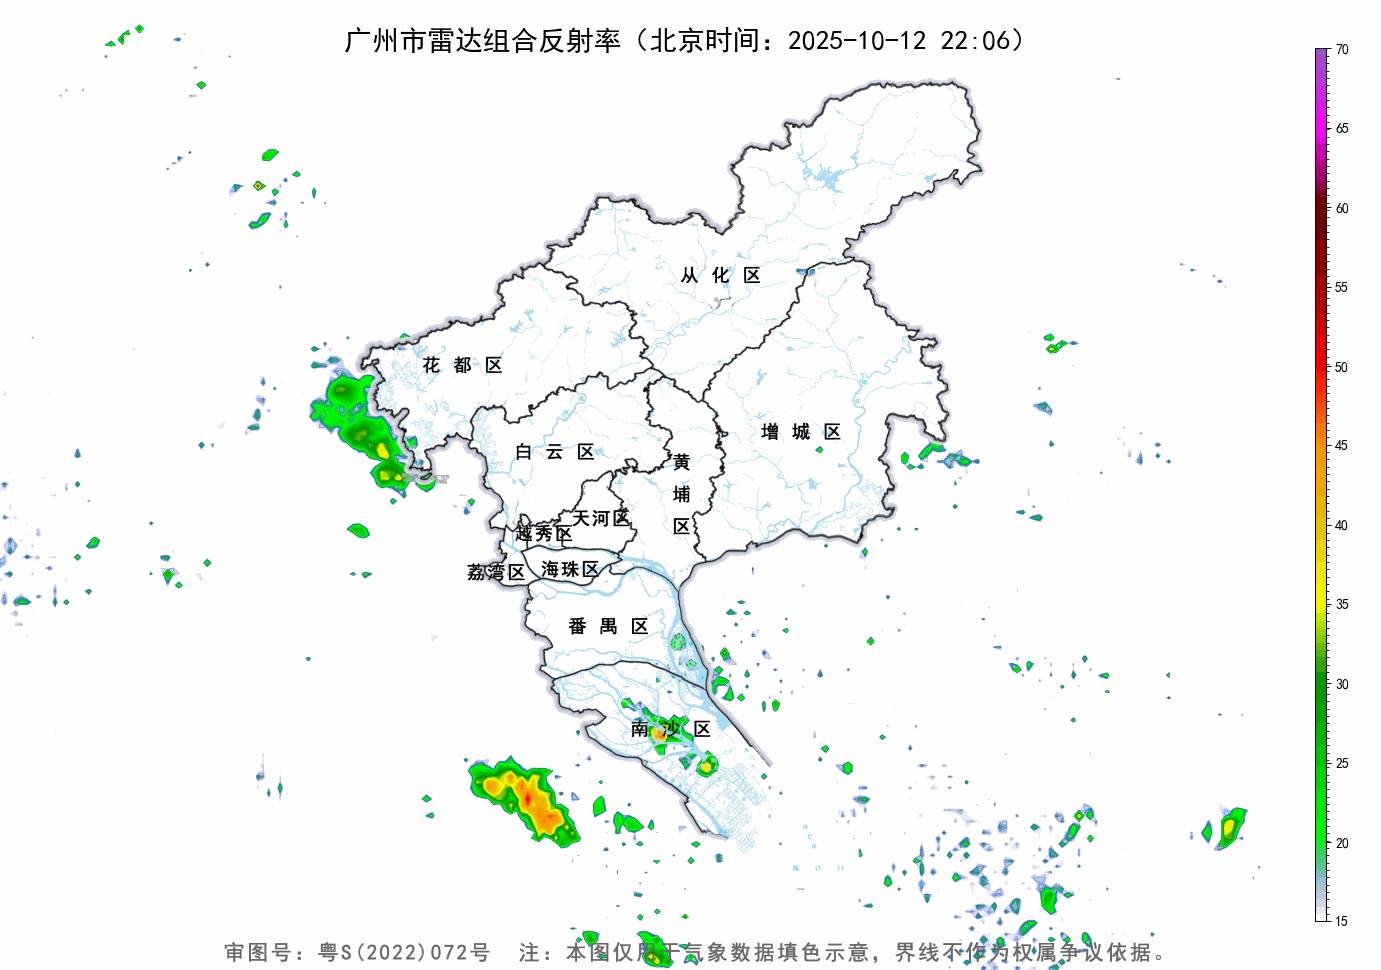 广州市雷达组合反射率（北京时间：2025-10-12 22:06）
70
65
60
55
50
45
40
35
30
25
20
15
从化区
花都区
增城区
白云区
黄埔区
天河区
越秀区
荔湾区
海珠区
番禺区
南沙区
审图号：粤S(2022)072号 注：本图仅用于气象数据填色示意，界线不作为权属争议依据。